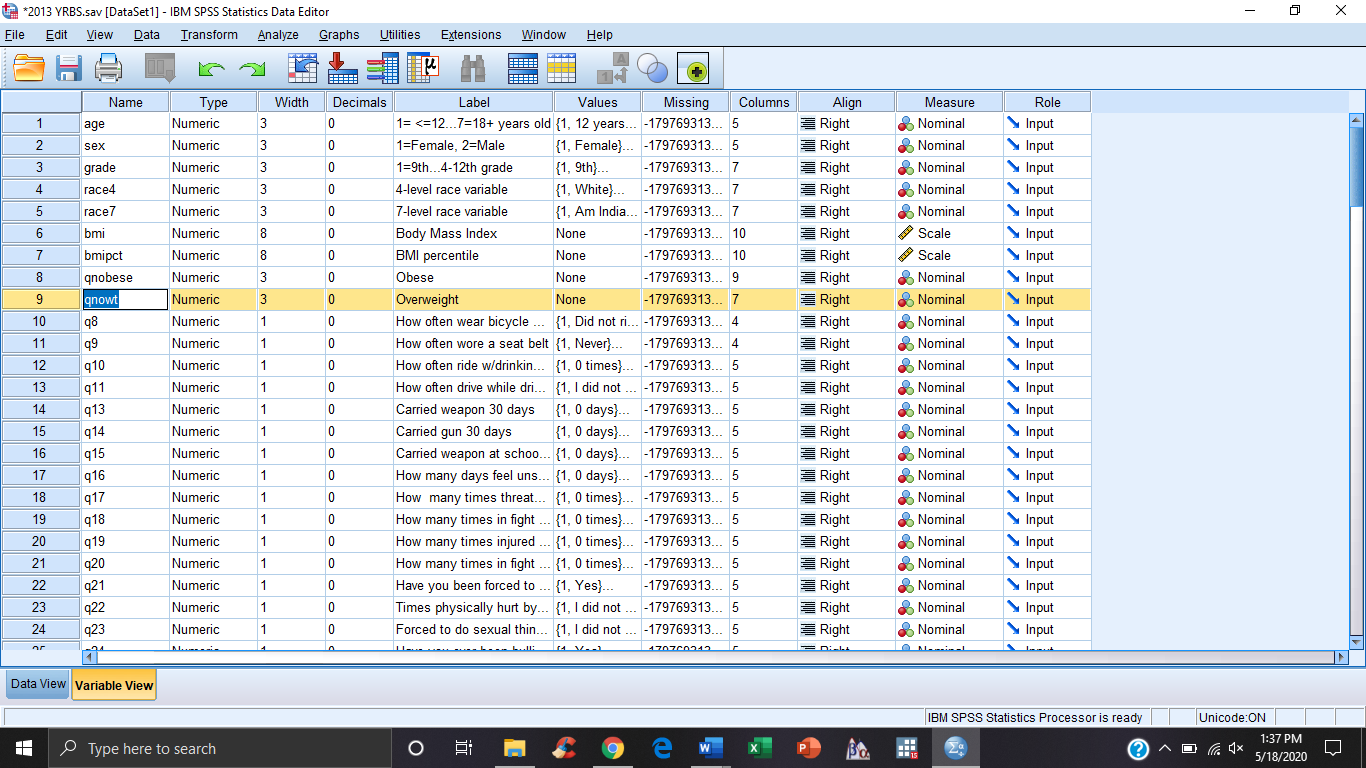 *2013 YRBS.sav [DataSet1] - IBM SPSS Statistics Data Editor
File Edit View Data Transform Analyze Graphs Utilities Extensions Window Help
Name Type Width Decimals Label Values Missing Columns Align Measure Role
1 age Numeric 3 0 1= <=12...7=18+ years old {1, 12 years... -179769313... 5 Right Nominal Input
2 sex Numeric 3 0 1=Female, 2=Male {1, Female}... -179769313... 5 Right Nominal Input
3 grade Numeric 3 0 1=9th...4-12th grade {1, 9th}... -179769313... 7 Right Nominal Input
4 race4 Numeric 3 0 4-level race variable {1, White}... -179769313... 7 Right Nominal Input
5 race7 Numeric 3 0 7-level race variable {1, Am India... -179769313... 7 Right Nominal Input
6 bmi Numeric 8 0 Body Mass Index None -179769313... 10 Right Scale Input
7 bmipct Numeric 8 0 BMI percentile None -179769313... 10 Right Scale Input
8 qnobese Numeric 3 0 Obese None -179769313... 9 Right Nominal Input
9 qnowt Numeric 3 0 Overweight None -179769313... 7 Right Nominal Input
10 q8 Numeric 1 0 How often wear bicycle ... {1, Did not ri... -179769313... 4 Right Nominal Input
11 q9 Numeric 1 0 How often wore a seat belt {1, Never}... -179769313... 4 Right Nominal Input
12 q10 Numeric 1 0 How often ride w/drinkin... {1, 0 times}... -179769313... 5 Right Nominal Input
13 q11 Numeric 1 0 How often drive while dri... {1, I did not ... -179769313... 5 Right Nominal Input
14 q13 Numeric 1 0 Carried weapon 30 days {1, 0 days}... -179769313... 5 Right Nominal Input
15 q14 Numeric 1 0 Carried gun 30 days {1, 0 days}... -179769313... 5 Right Nominal Input
16 q15 Numeric 1 0 Carried weapon at schoo... {1, 0 days}... -179769313... 5 Right Nominal Input
17 q16 Numeric 1 0 How many days feel uns... {1, 0 days}... -179769313... 5 Right Nominal Input
18 q17 Numeric 1 0 How  many times threat... {1, 0 times}... -179769313... 5 Right Nominal Input
19 q18 Numeric 1 0 How many times in fight ... {1, 0 times}... -179769313... 5 Right Nominal Input
20 q19 Numeric 1 0 How many times injured ... {1, 0 times}... -179769313... 5 Right Nominal Input
21 q20 Numeric 1 0 How many times in fight ... {1, 0 times}... -179769313... 5 Right Nominal Input
22 q21 Numeric 1 0 Have you been forced to ... {1, Yes}... -179769313... 5 Right Nominal Input
23 q22 Numeric 1 0 Times physically hurt by... {1, I did not ... -179769313... 5 Right Nominal Input
24 q23 Numeric 1 0 Forced to do sexual thin... {1, I did not ... -179769313... 5 Right Nominal Input
Data View Variable View
IBM SPSS Statistics Processor is ready Unicode:ON
Type here to search
1:37 PM
5/18/2020